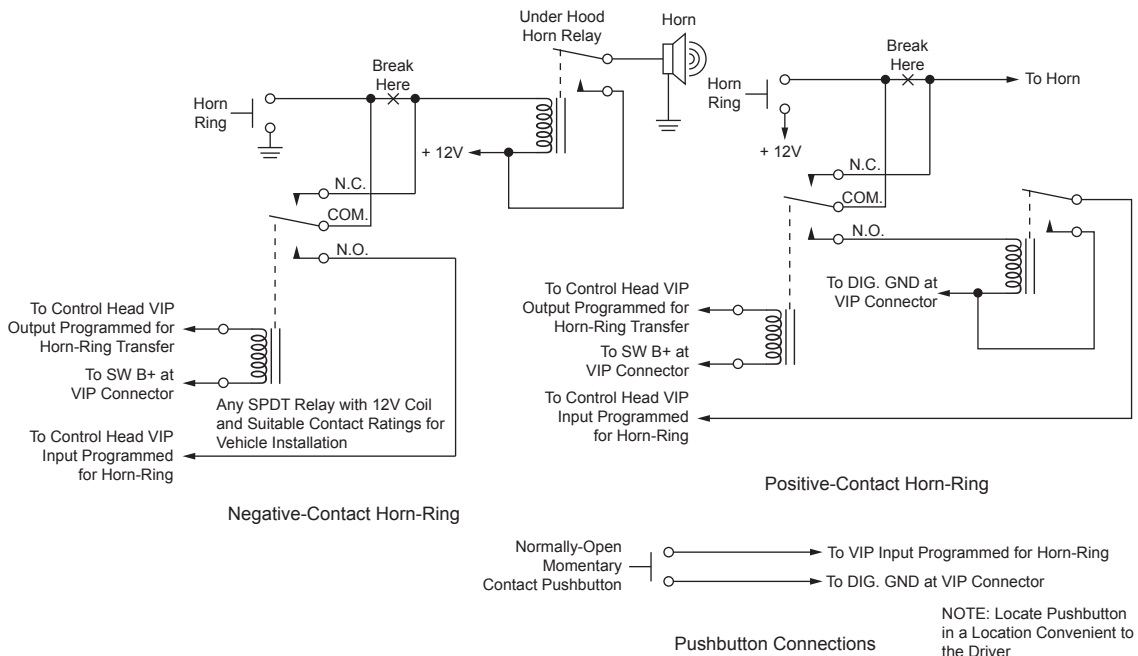 Under Hood
Horn Relay
Horn
Break
Here
Horn
Ring
+ 12V
N.C.
COM.
N.O.
To Control Head VIP
Output Programmed for
Horn-Ring Transfer
To SW B+ at
VIP Connector
Any SPDT Relay with 12V Coil
and Suitable Contact Ratings for
Vehicle Installation
To Control Head VIP
Input Programmed
for Horn-Ring
Negative-Contact Horn-Ring
Break
Here
To Horn
Horn
Ring
+ 12V
N.C.
COM.
N.O.
To DIG. GND at
VIP Connector
To Control Head VIP
Output Programmed for
Horn-Ring Transfer
To SW B+ at
VIP Connector
To Control Head VIP
Input Programmed
for Horn-Ring
Positive-Contact Horn-Ring
Normally-Open
Momentary
Contact Pushbutton
To VIP Input Programmed for Horn-Ring
To DIG. GND at VIP Connector
Pushbutton Connections
NOTE: Locate Pushbutton
in a Location Convenient to
the Driver